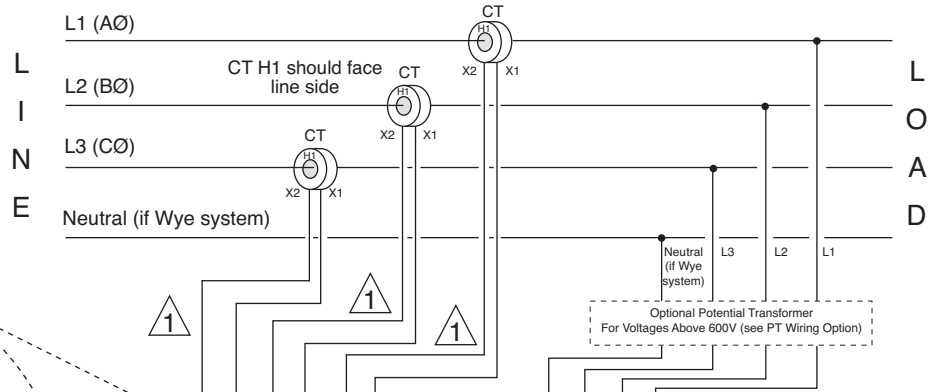 CT
L1 (AØ)
H1
X2 X1
LINE
LOAD
CT H1 should face
line side
CT
L2 (BØ)
H1
X2 X1
CT
L3 (CØ)
H1
X2 X1
Neutral (if Wye system)
Neutral
(if Wye
system)
L3
L2
L1
1
1
1
Optional Potential Transformer
For Voltages Above 600V (see PT Wiring Option)